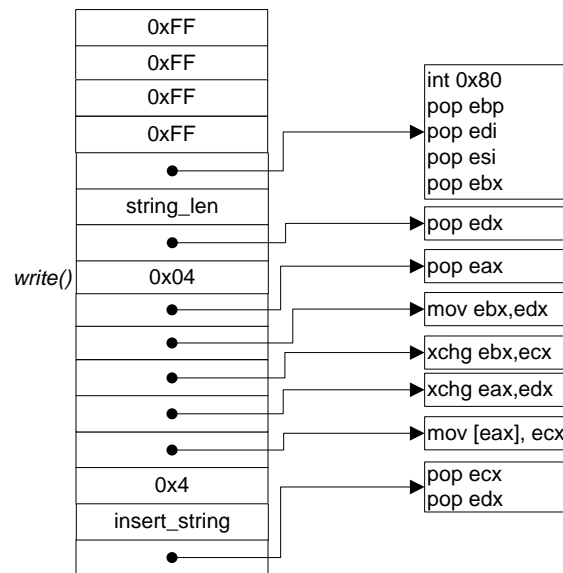 0xFF
0xFF
0xFF
0xFF
string_len
write()
0x04
0x4
insert_string
int 0x80
pop ebp
pop edi
pop esi
pop ebx
pop edx
pop eax
mov ebx,edx
xchg ebx,ecx
xchg eax,edx
mov [eax], ecx
pop ecx
pop edx